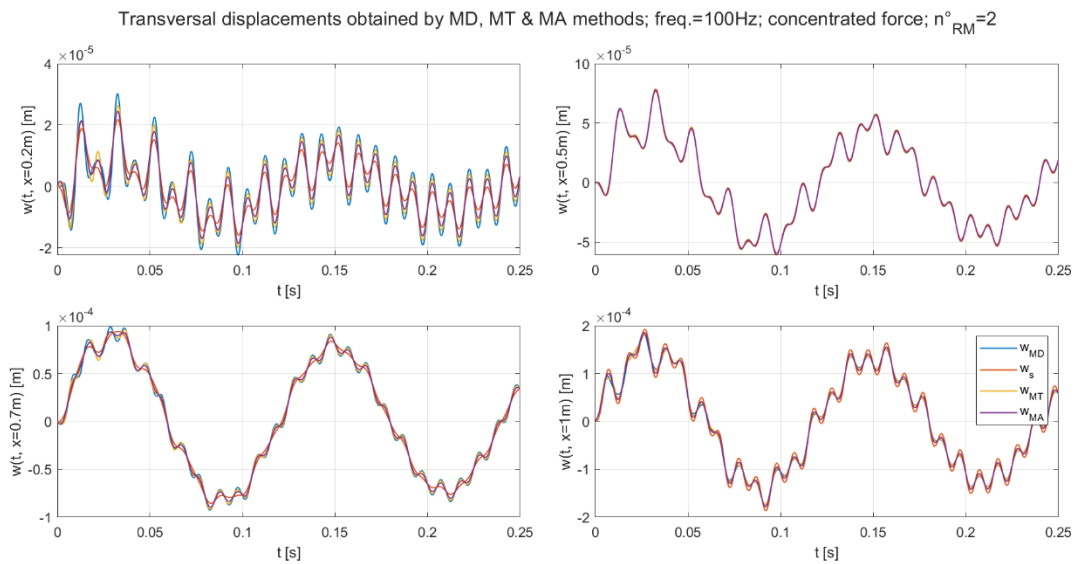 Transversal displacements obtained by MD, MT & MA methods; freq.=100Hz; concentrated force; n°RM=2
×10-5
4
2
0
-2
w(t, x=0.2m) [m]
0 0.05 0.1 0.15 0.2 0.25
t [s]
×10-5
10
5
0
-5
w(t, x=0.5m) [m]
0 0.05 0.1 0.15 0.2 0.25
t [s]
×10-4
1
0.5
0
-0.5
-1
w(t, x=0.7m) [m]
0 0.05 0.1 0.15 0.2 0.25
t [s]
×10-4
2
1
0
-1
-2
w(t, x=1m) [m]
0 0.05 0.1 0.15 0.2 0.25
t [s]
wMD
ws
wMT
wMA